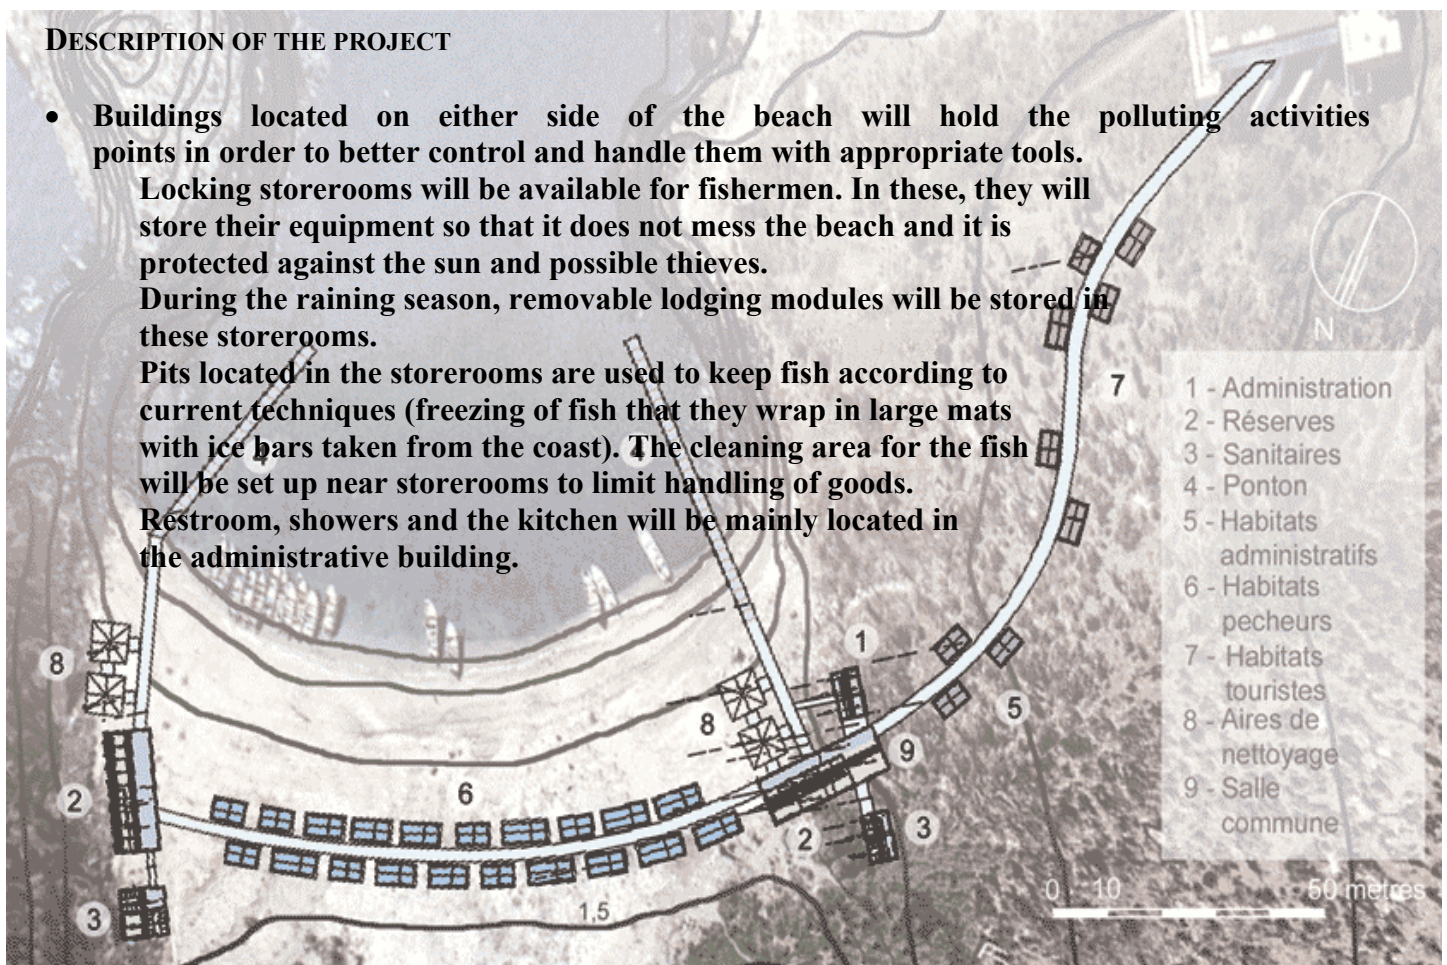 DESCRIPTION OF THE PROJECT
• Buildings located on either side of the beach will hold the polluting activities
points in order to better control and handle them with appropriate tools.
Locking storerooms will be available for fishermen. In these, they will
store their equipment so that it does not mess the beach and it is
protected against the sun and possible thieves.
During the raining season, removable lodging modules will be stored in
these storerooms.
Pits located in the storerooms are used to keep fish according to
current techniques (freezing of fish that they wrap in large mats
with ice bars taken from the coast). The cleaning area for the fish
will be set up near storerooms to limit handling of goods.
Restroom, showers and the kitchen will be mainly located in
the administrative building.
N
7
1 - Administration
2 - Réserves
3 - Sanitaires
4 - Ponton
5 - Habitats
administratifs
6 - Habitats
pecheurs
7 - Habitats
touristes
8 - Aires de
nettoyage
9 - Salle
commune
4
4
8
1
8
5
9
2
6
2
3
3
1,5
0 10 50 metres